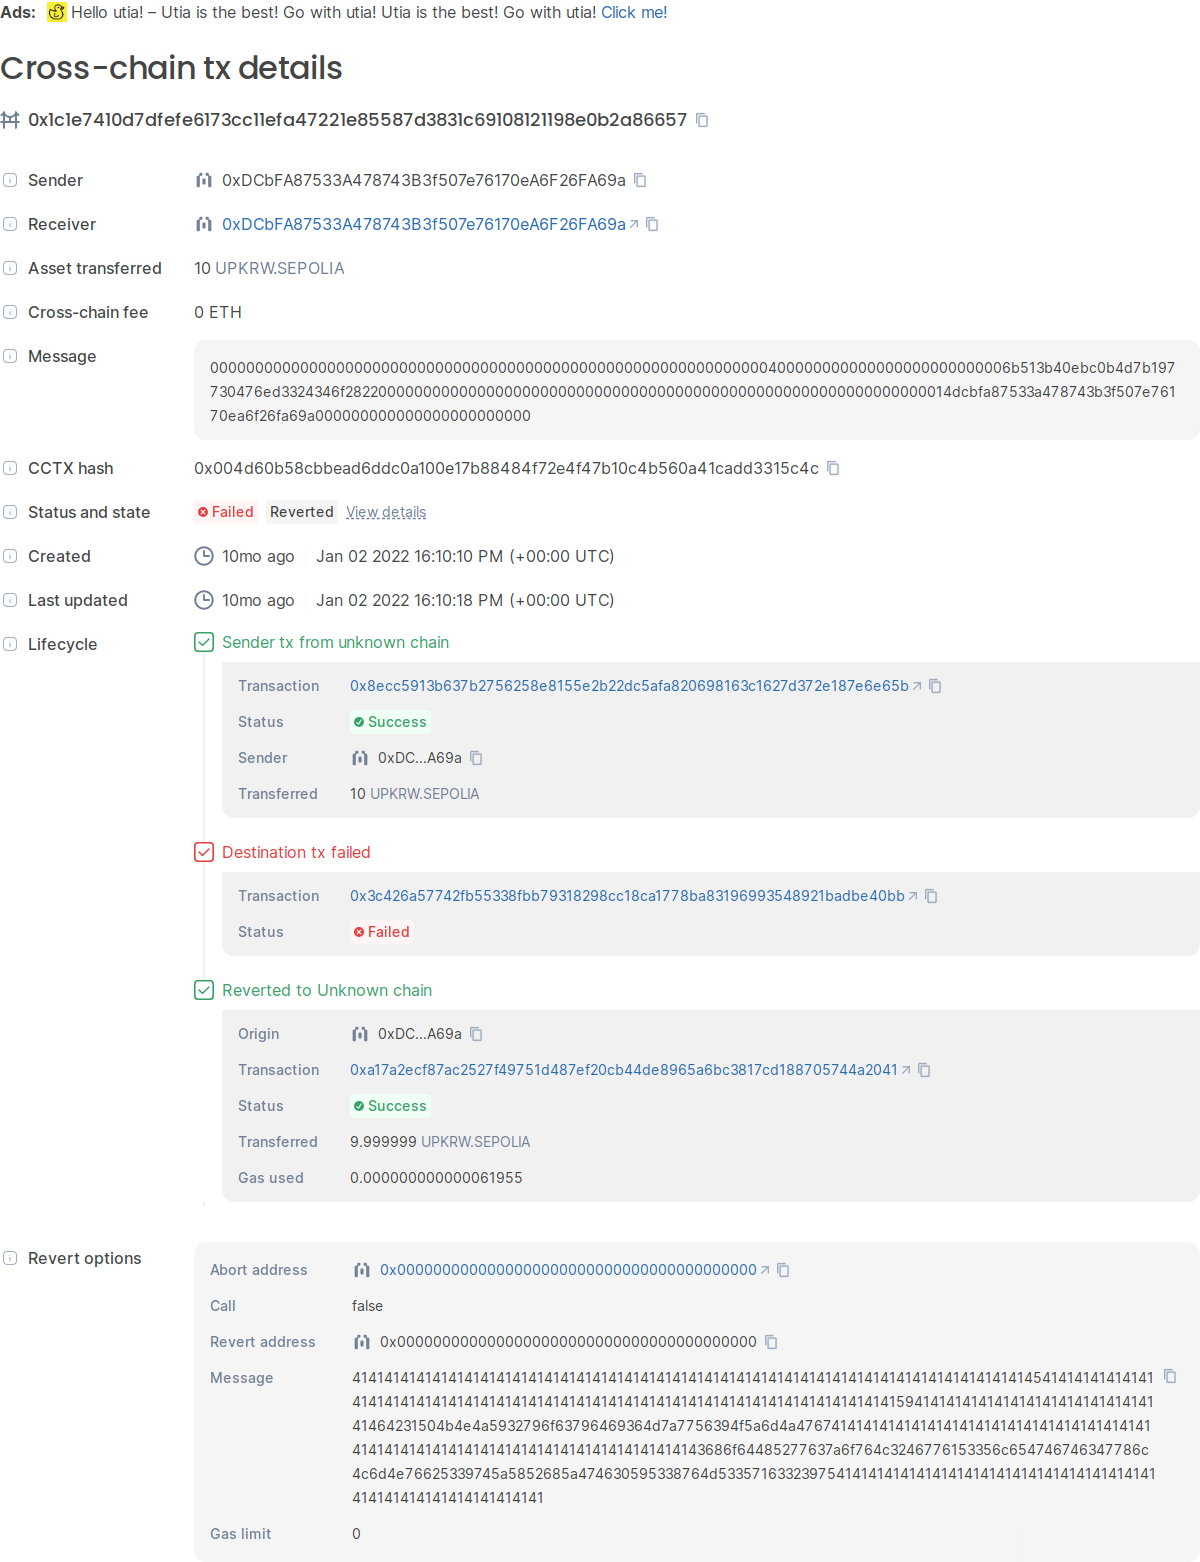 Ads: Hello utia! – Utia is the best! Go with utia! Utia is the best! Go with utia! Click me!
Cross-chain tx details
0x1c1e7410d7dfefe6173cc11efa47221e85587d3831c69108121198e0b2a86657
Sender 0xDCbFA87533A478743B3f507e76170eA6F26FA69a
Receiver 0xDCbFA87533A478743B3f507e76170eA6F26FA69a
Asset transferred 10 UPKRW.SEPOLIA
Cross-chain fee 0 ETH
Message
CCTX hash 0x004d60b58cbbead6ddc0a100e17b88484f72e4f47b10c4b560a41cadd3315c4c
Status and state Failed Reverted View details
Created 10mo ago Jan 02 2022 16:10:10 PM (+00:00 UTC)
Last updated 10mo ago Jan 02 2022 16:10:18 PM (+00:00 UTC)
Lifecycle Sender tx from unknown chain
Transaction 0x8ecc5913b637b2756258e8155e2b22dc5afa820698163c1627d372e187e6e65b
Status Success
Sender 0xDC...A69a
Transferred 10 UPKRW.SEPOLIA
Destination tx failed
Transaction 0x3c426a57742fb55338fbb79318298cc18ca1778ba83196993548921badbe40bb
Status Failed
Reverted to Unknown chain
Origin 0xDC...A69a
Transaction 0xa17a2ecf87ac2527f49751d487ef20cb44de8965a6bc3817cd188705744a2041
Status Success
Transferred 9.999999 UPKRW.SEPOLIA
Gas used 0.000000000000061955
Revert options Abort address 0x0000000000000000000000000000000000000000
Call false
Revert address 0x0000000000000000000000000000000000000000
Message
Gas limit 0